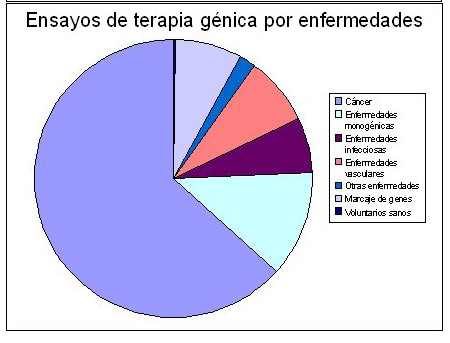 Ensayos de terapia génica por enfermedades
Cáncer
Enfermedades
monogénicas
Enfermedades
infecciosas
Enfermedades
vasculares
Otras enfermedades
Marcaje de genes
Voluntarios sanos